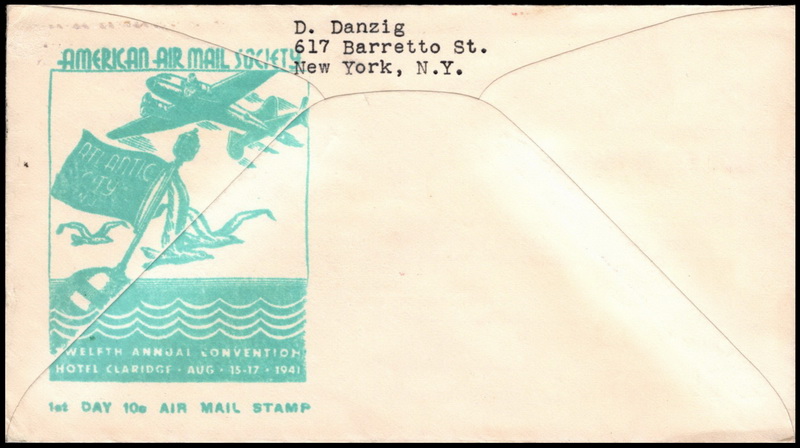 D. Danzig
617 Barretto St.
New York, N.Y.
AMERICAN AIR MAIL SOCIETY
ATLANTIC
CITY
TWELFTH ANNUAL CONVENTION
HOTEL CLARIDGE · AUG · 15-17 · 1941
1st DAY 10c AIR MAIL STAMP